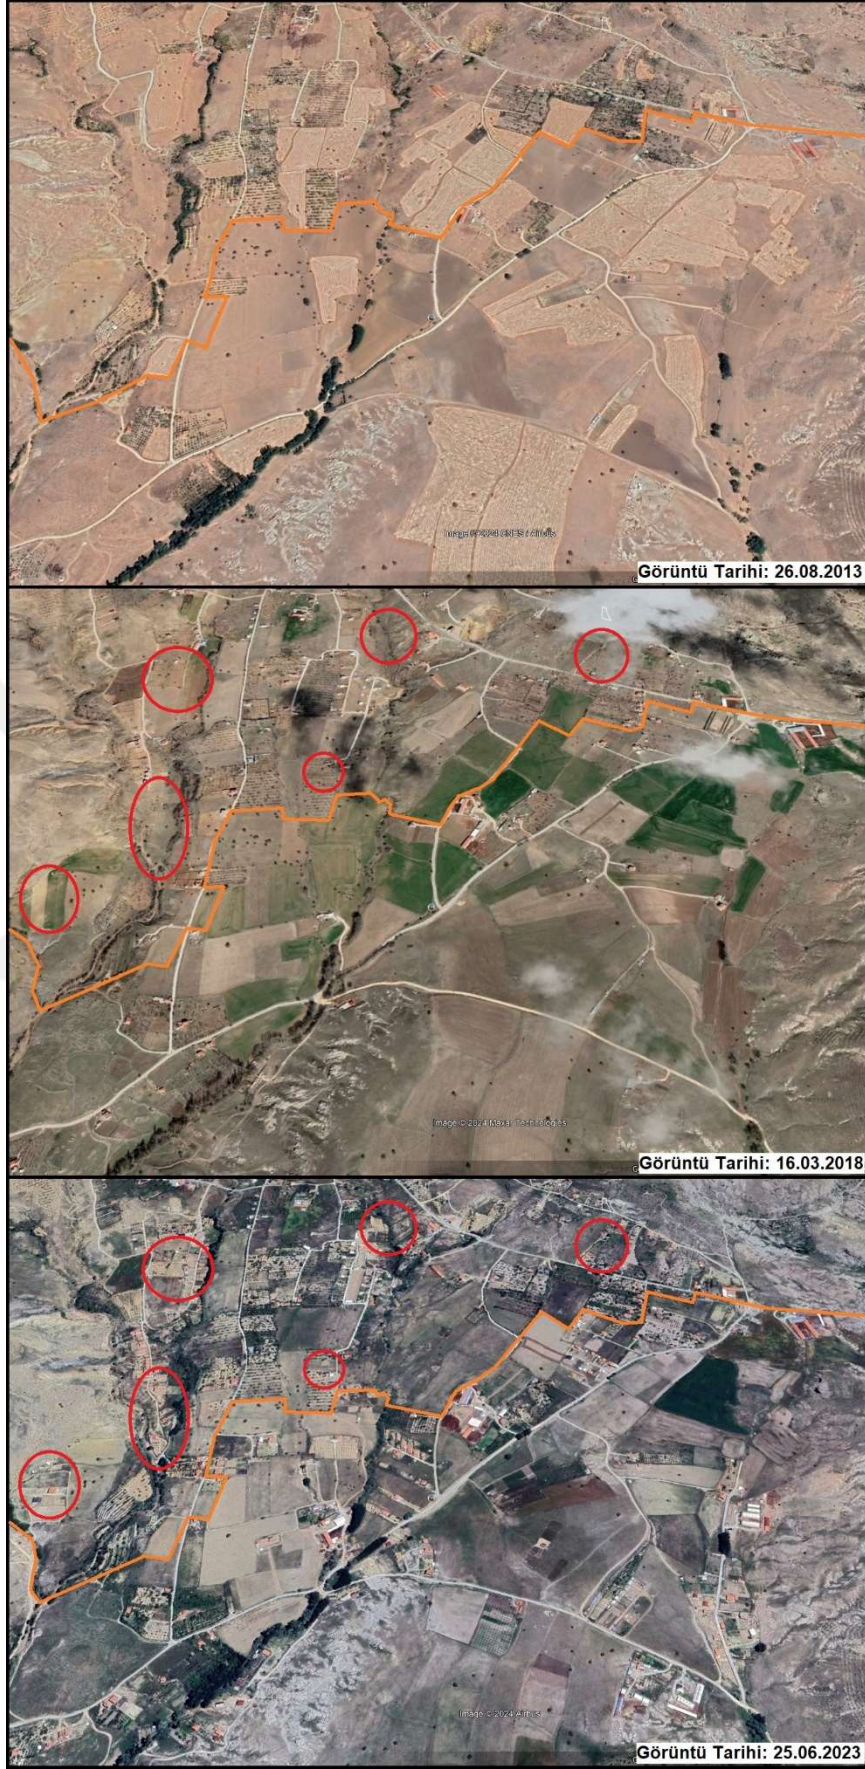 Image © 2024 CNES / Airbus
Görüntü Tarihi: 26.08.2013
Image © 2024 Maxar Technologies
Görüntü Tarihi: 16.03.2018
Image © 2024 Airbus
Görüntü Tarihi: 25.06.2023